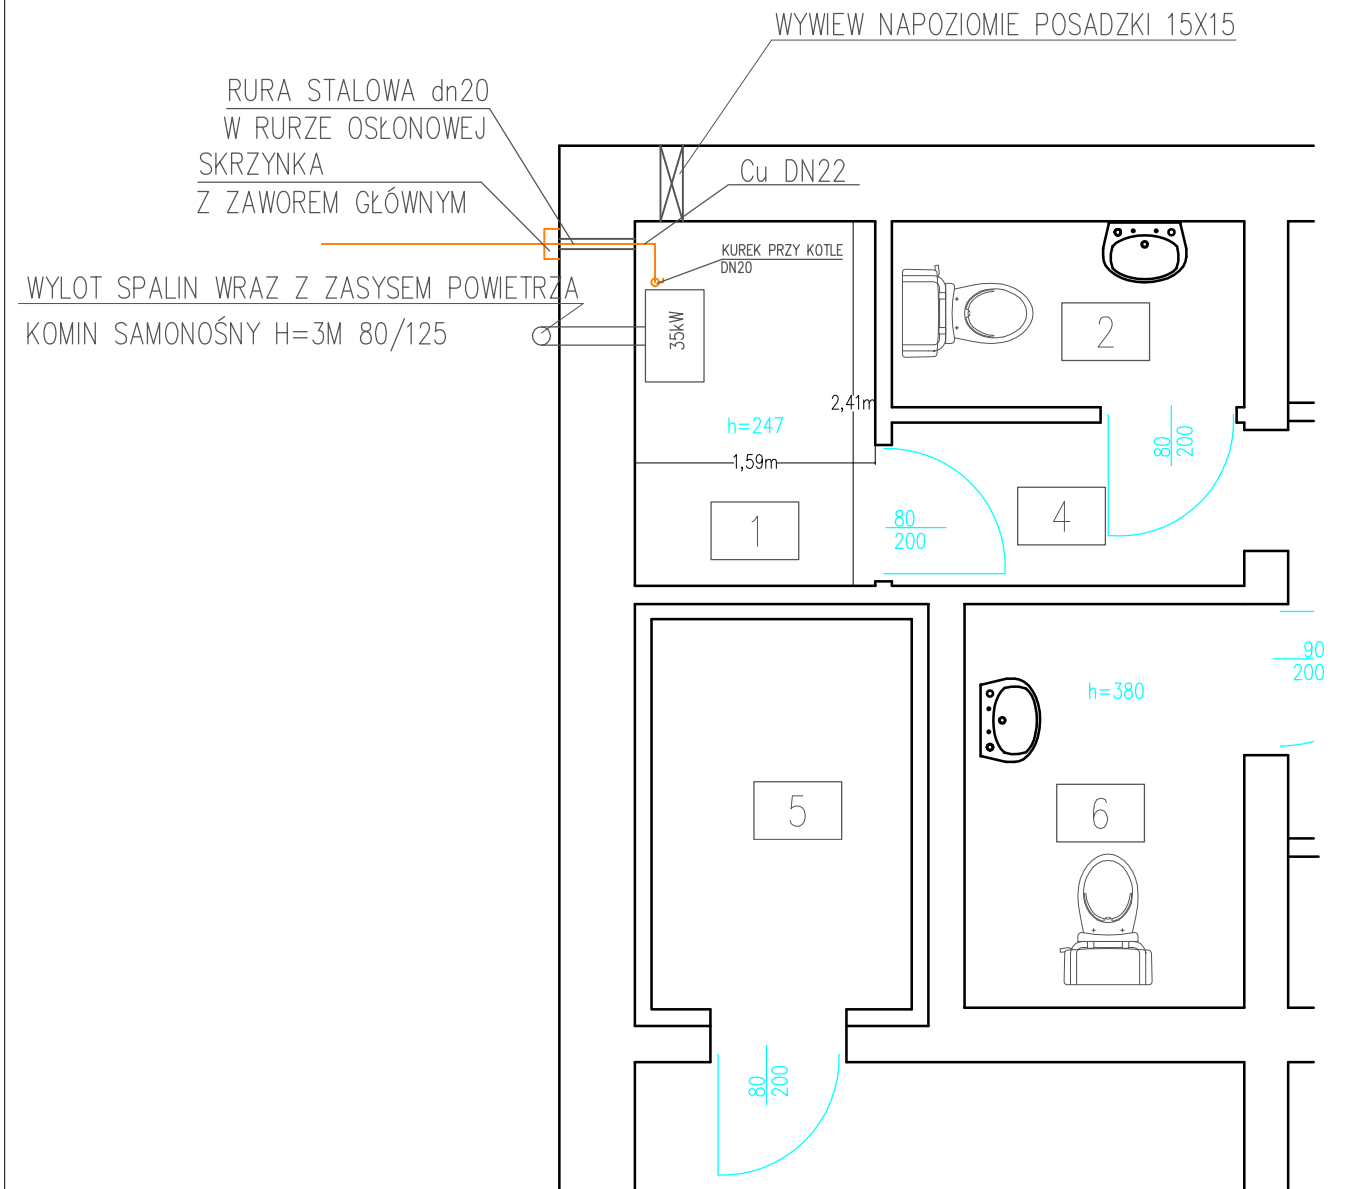 WYWIEW NAPOZIOMIE POSADZKI 15X15
RURA STALOWA dn20
W RURZE OSŁONOWEJ
SKRZYNKA
Z ZAWOREM GŁÓWNYM
Cu DN22
KUREK PRZY KOTLE
DN20
WYLOT SPALIN WRAZ Z ZASYSEM POWIETRZA
KOMIN SAMONOŚNY H=3M 80/125
35kW
2
2,41m
h=247
1,59m
80
200
1
80
200
4
90
200
h=380
5
6
80
200